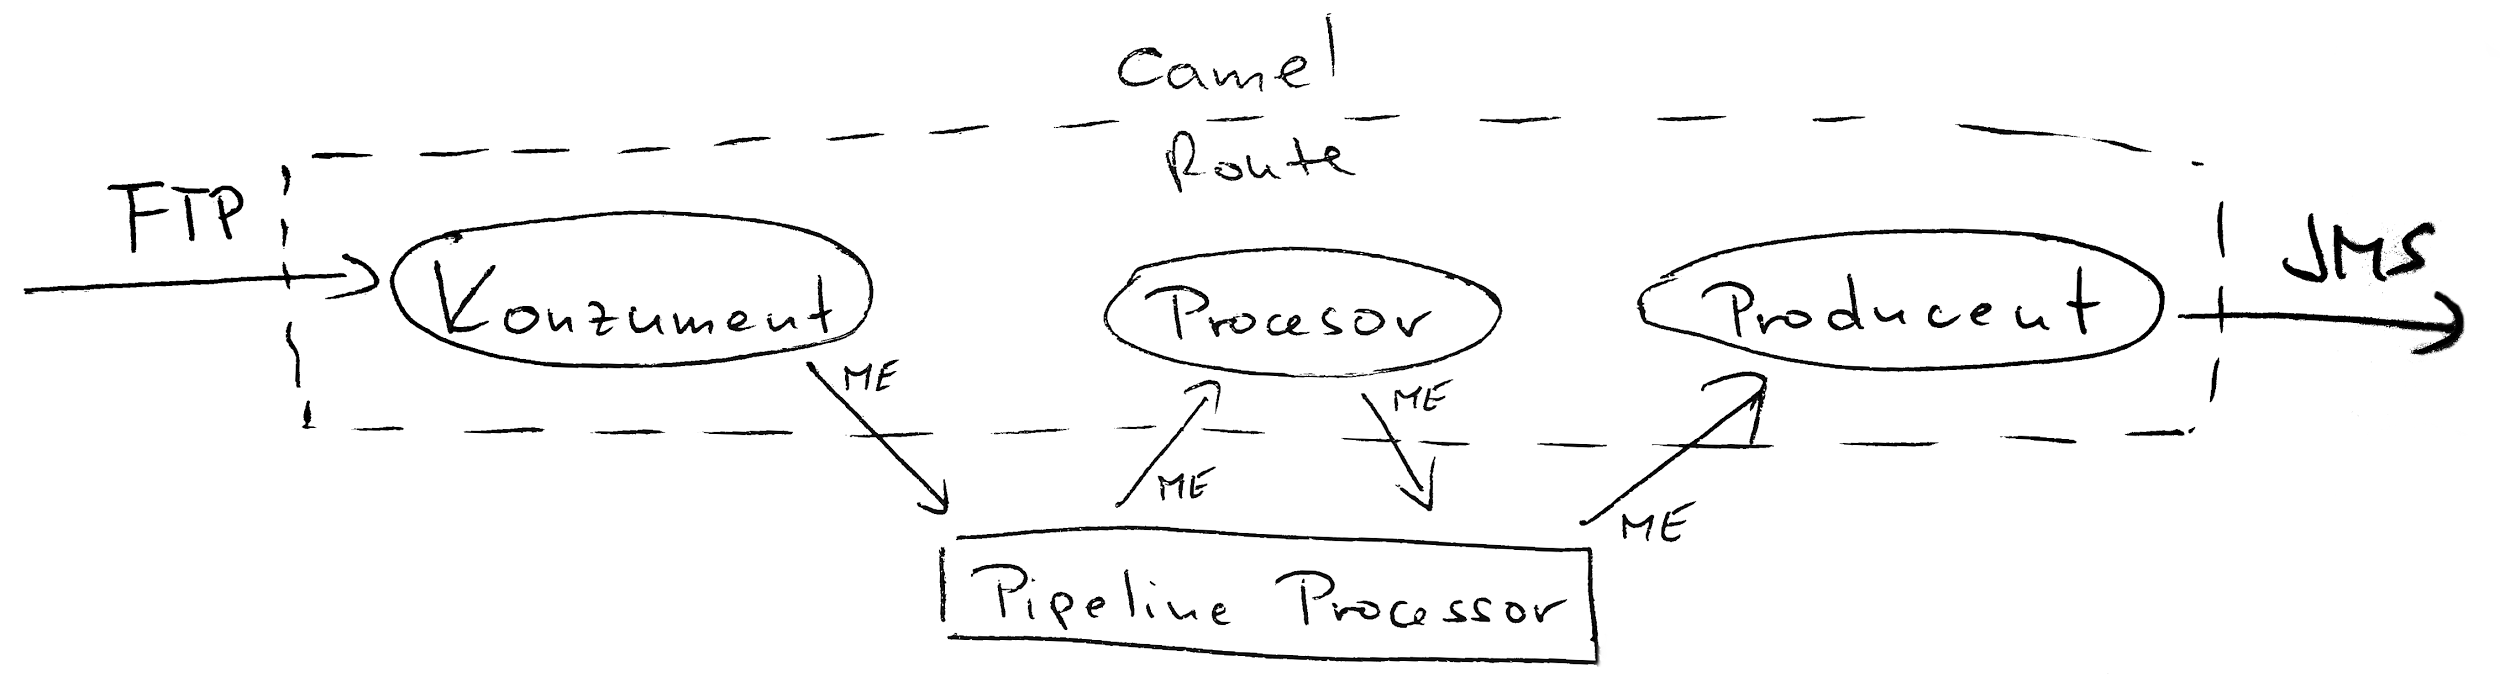 Camel
Route
FTP
JMS
Konzument
Procesor
Producent
ME
ME
ME
ME
Pipeline Processor